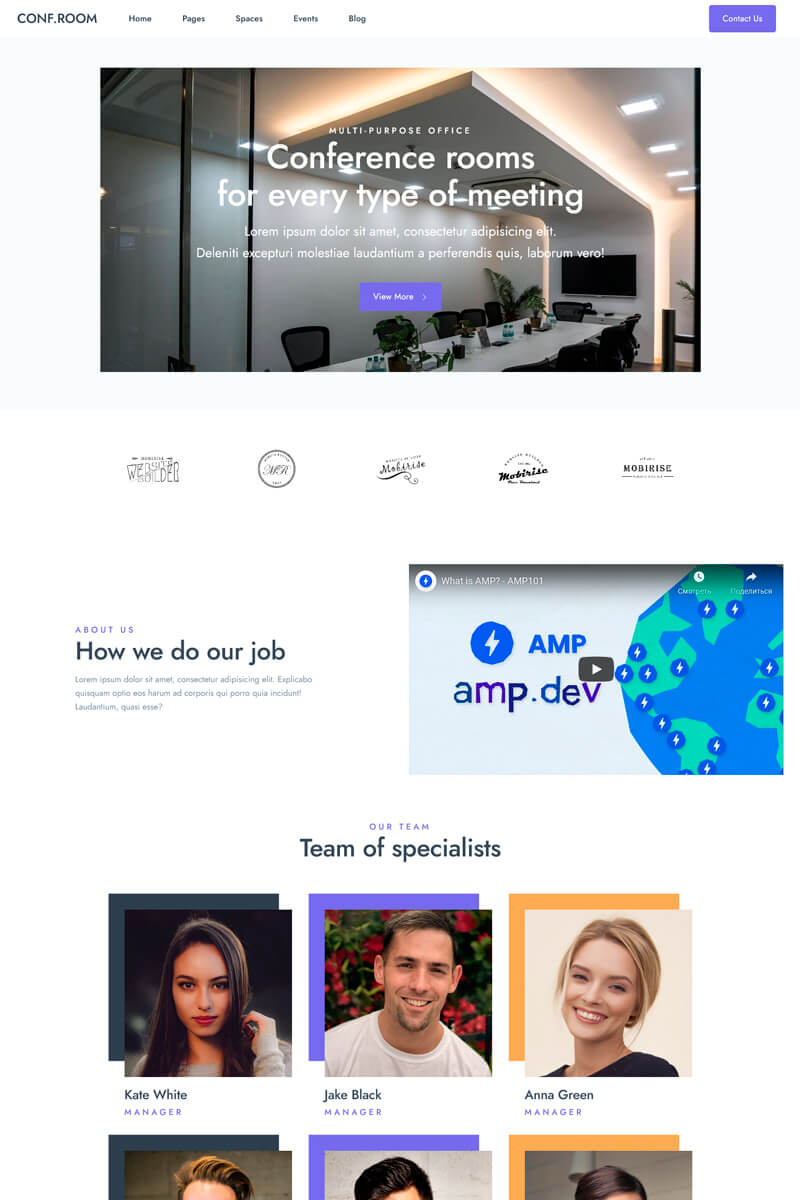 CONF.ROOM
Home
Pages
Spaces
Events
Blog
Contact Us
MULTI-PURPOSE OFFICE
Conference rooms
for every type of meeting
Lorem ipsum dolor sit amet, consectetur adipisicing elit.
Deleniti excepturi molestiae laudantium a perferendis quis, laborum vero!
View More
MOBIRISE
WEBSITE
BUILDER
MR
Mobirise
Mobirise
MOBIRISE
What is AMP? - AMP101
Смотреть
Поделиться
AMP
amp.dev
ABOUT US
How we do our job
Lorem ipsum dolor sit amet, consectetur adipisicing elit. Explicabo
quisquam optio eos harum ad corporis qui porro quia incidunt!
Laudantium, quasi esse?
OUR TEAM
Team of specialists
Kate White
MANAGER
Jake Black
MANAGER
Anna Green
MANAGER